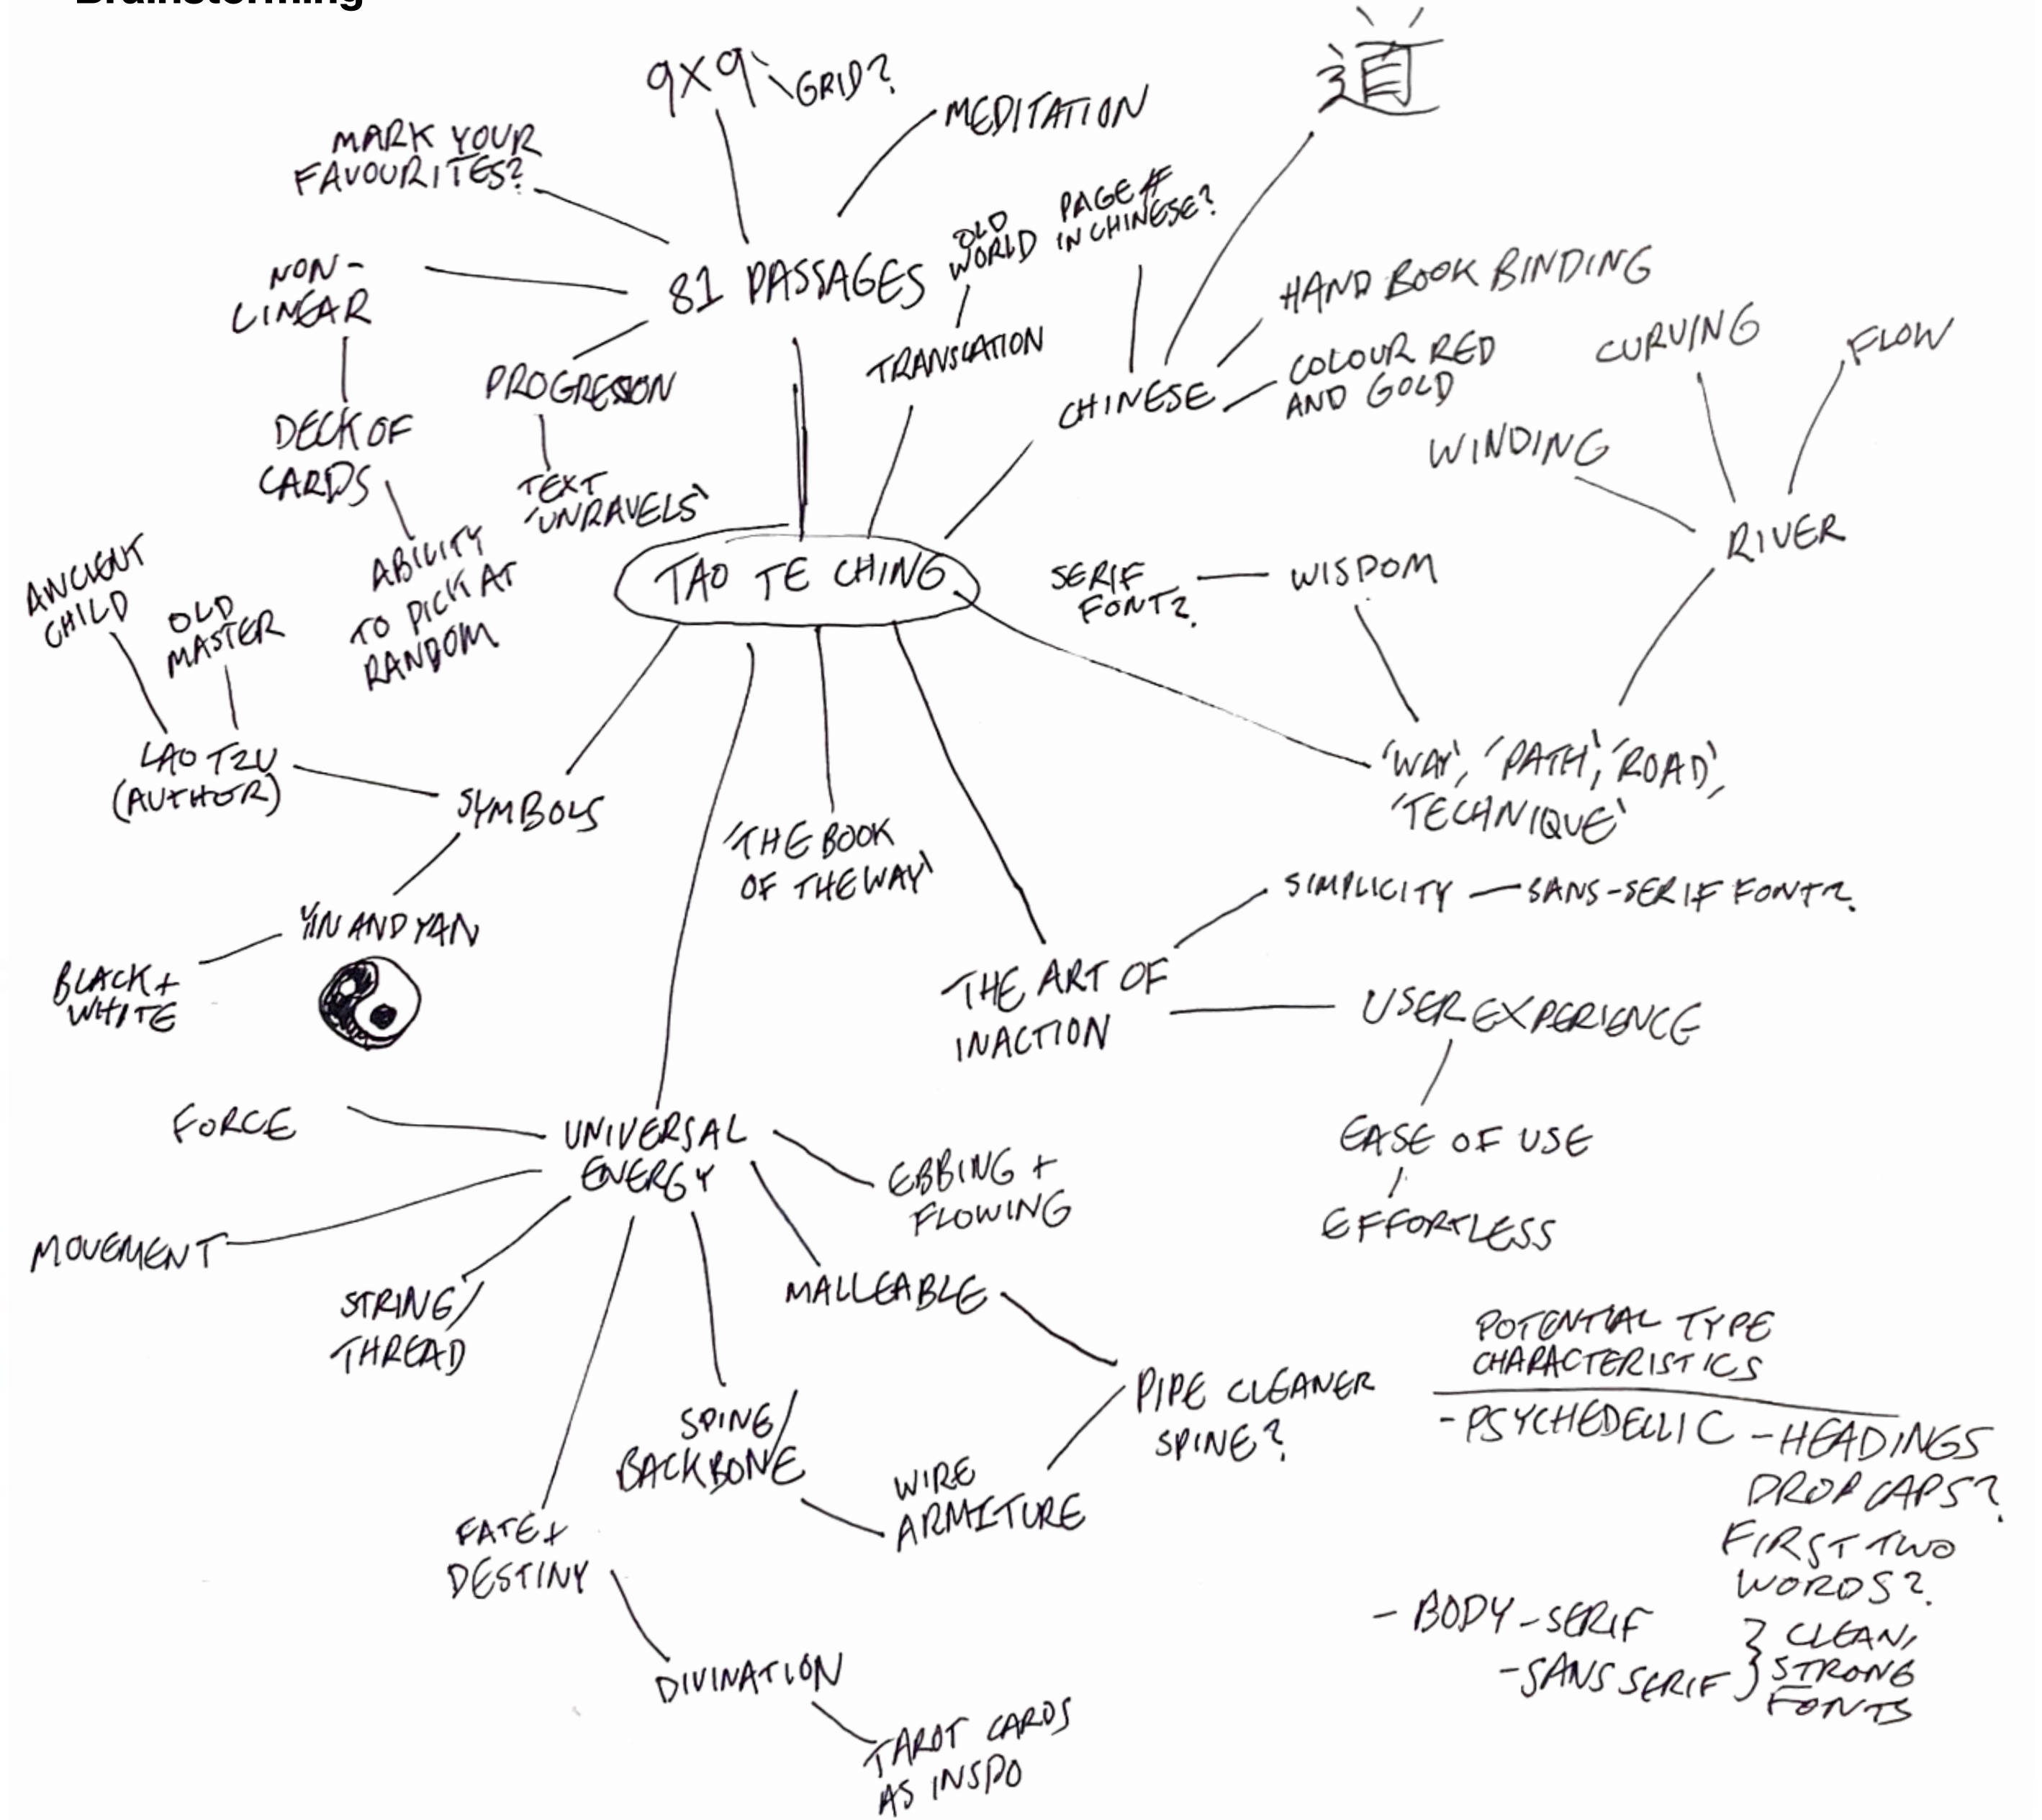 Brainstorming
9X9
GRID?
道
MEDITATION
MARK YOUR
FAVOURITES?
PAGE #
IN CHINESE?
OLD
WORLD
NON-
LINEAR
81 PASSAGES
HAND BOOK BINDING
TRANSLATION
COLOUR RED
AND GOLD
CURVING
FLOW
PROGRESSON
CHINESE
DECK OF
CARDS
WINDING
TEXT
'UNRAVELS'
RIVER
ABILITY
TO PICK AT
RANDOM
TAO TE CHING
SERIF
FONT?
WISDOM
ANCIENT
CHILD
OLD
MASTER
LAO TZU
(AUTHOR)
SYMBOLS
'WAY', 'PATH', 'ROAD',
'TECHNIQUE'
'THE BOOK
OF THE WAY'
SIMPLICITY
SANS-SERIF FONT?
YIN AND YAN
BLACK +
WHITE
THE ART OF
INACTION
USER EXPERIENCE
EASE OF USE
EFFORTLESS
FORCE
UNIVERSAL
ENERGY
EBBING +
FLOWING
MOVEMENT
STRING/
THREAD
MALLEABLE
PIPE CLEANER
SPINE?
SPINE/
BACKBONE
WIRE
ARMITURE
FATE +
DESTINY
DIVINATION
TAROT CARDS
AS INSPO
POTENTIAL TYPE
CHARACTERISTICS
- PSYCHEDELLIC - HEADINGS
DROP CAPS?
FIRST TWO
WORDS?
- BODY - SERIF
- SANS SERIF
} CLEAN,
STRONG
FONTS